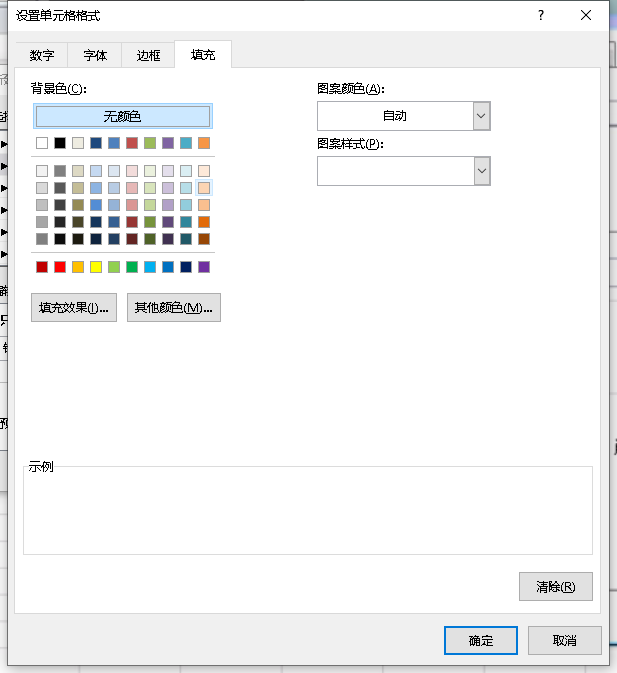 设置单元格格式
?
数字 字体 边框 填充
背景色(C):
无颜色
填充效果(I)... 其他颜色(M)...
图案颜色(A):
自动
图案样式(P):
示例
清除(R)
确定 取消